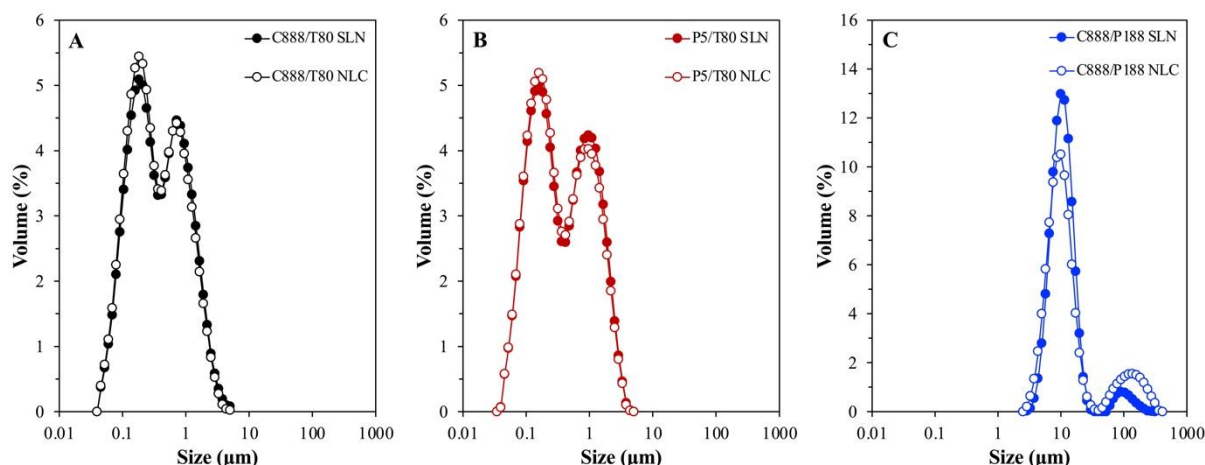 A
C888/T80 SLN
C888/T80 NLC
Volume (%)
6
5
4
3
2
1
0
0.01 0.1 1 10 100 1000
Size (µm)
B
P5/T80 SLN
P5/T80 NLC
Volume (%)
6
5
4
3
2
1
0
0.01 0.1 1 10 100 1000
Size (µm)
C
C888/P188 SLN
C888/P188 NLC
Volume (%)
16
14
12
10
8
6
4
2
0
0.01 0.1 1 10 100 1000
Size (µm)